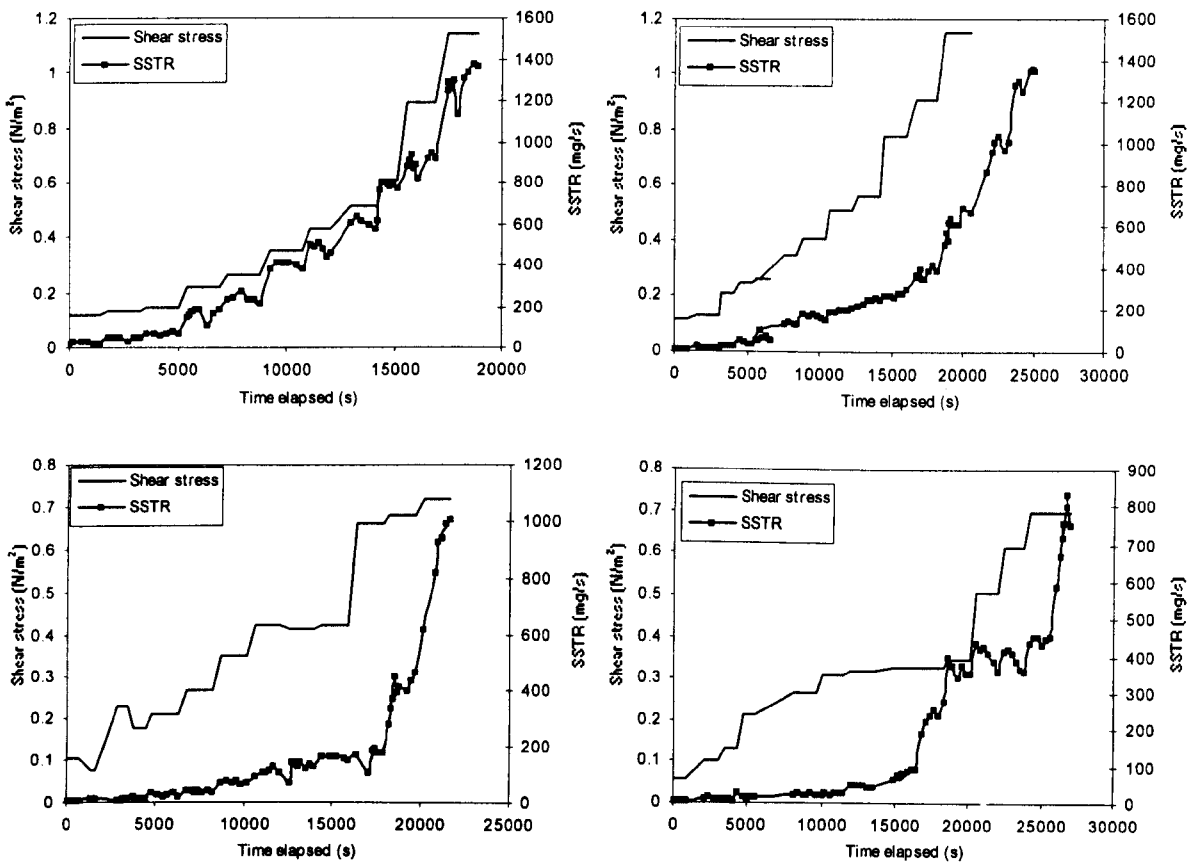 Shear stress
SSTR
Shear stress (N/m²)
1.2
1
0.8
0.6
0.4
0.2
0
1600
1400
1200
1000
800
600
400
200
0
SSTR (mg/s)
0 5000 10000 15000 20000
Time elapsed (s)
Shear stress
SSTR
Shear stress (N/m²)
1.2
1
0.8
0.6
0.4
0.2
0
1600
1400
1200
1000
800
600
400
200
0
SSTR (mg/s)
0 5000 10000 15000 20000 25000 30000
Time elapsed (s)
Shear stress
SSTR
Shear stress (N/m²)
0.8
0.7
0.6
0.5
0.4
0.3
0.2
0.1
0
1200
1000
800
600
400
200
0
SSTR (mg/s)
0 5000 10000 15000 20000 25000
Time elapsed (s)
Shear stress
SSTR
Shear stress (N/m²)
0.8
0.7
0.6
0.5
0.4
0.3
0.2
0.1
0
900
800
700
600
500
400
300
200
100
0
SSTR (mg/s)
0 5000 10000 15000 20000 25000 30000
Time elapsed (s)